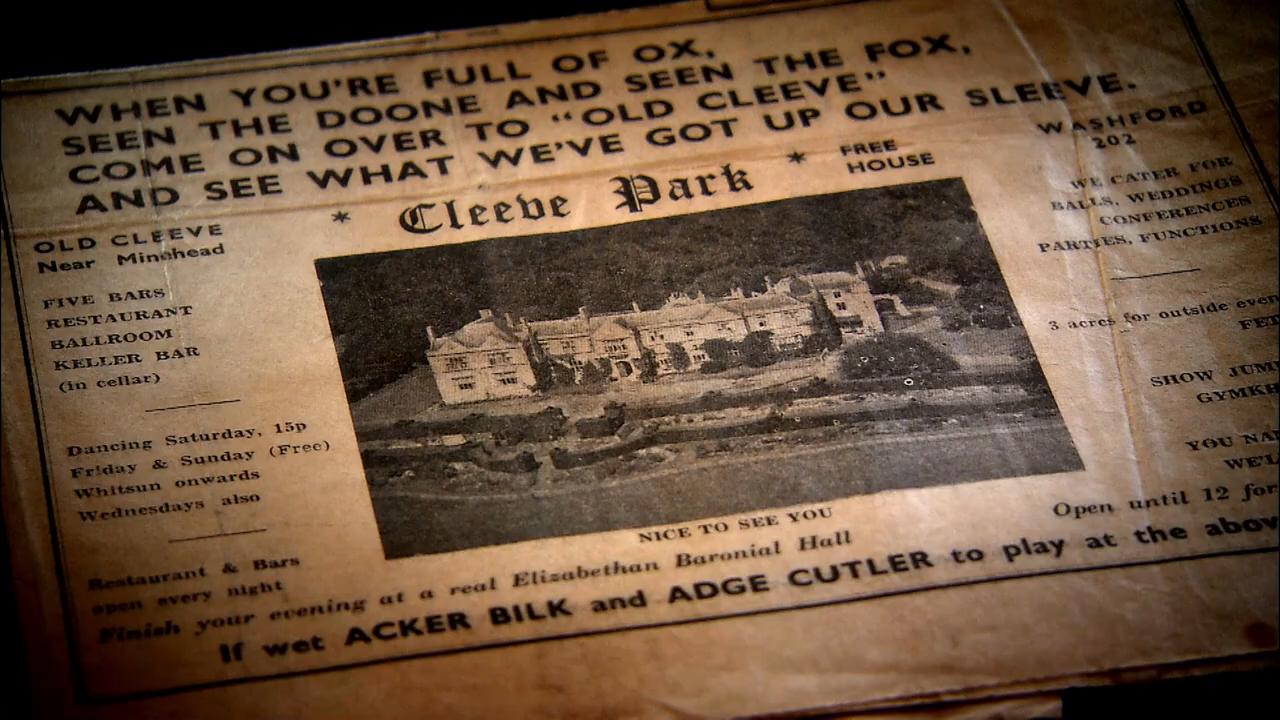 WHEN YOU'RE FULL OF OX,
SEEN THE DOONE AND SEEN THE FOX,
COME ON OVER TO "OLD CLEEVE"
AND SEE WHAT WE'VE GOT UP OUR SLEEVE.
* Cleeve Park *
FREE
HOUSE
WASHFORD
202
OLD CLEEVE
Near Minehead
FIVE BARS
RESTAURANT
BALLROOM
KELLER BAR
(in cellar)
Dancing Saturday, 15p
Friday & Sunday (Free)
Whitsun onwards
Wednesdays also
Restaurant & Bars
open every night
WE CATER FOR
BALLS, WEDDINGS
CONFERENCES
PARTIES, FUNCTIONS
3 acres for outside
SHOW
YOU
Open until 12 for
NICE TO SEE YOU
Finish your evening at a real Elizabethan Baronial Hall
If wet ACKER BILK and ADGE CUTLER to play at the